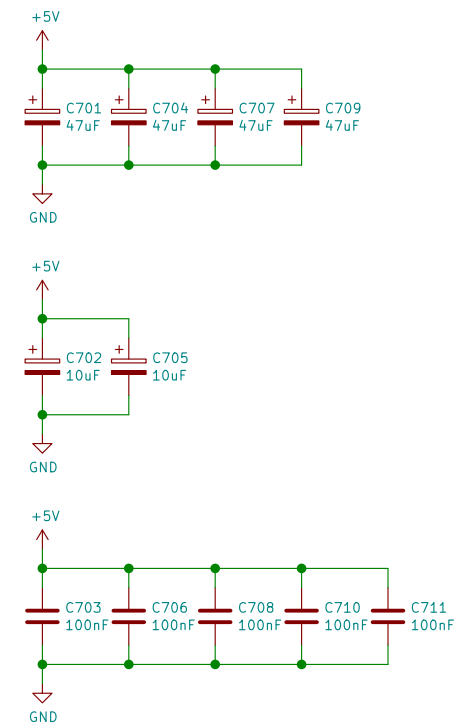 +5V
+ C701 + C704 + C707 + C709
47uF 47uF 47uF 47uF
GND
+5V
+ C702 + C705
10uF 10uF
GND
+5V
C703 C706 C708 C710 C711
100nF 100nF 100nF 100nF 100nF
GND